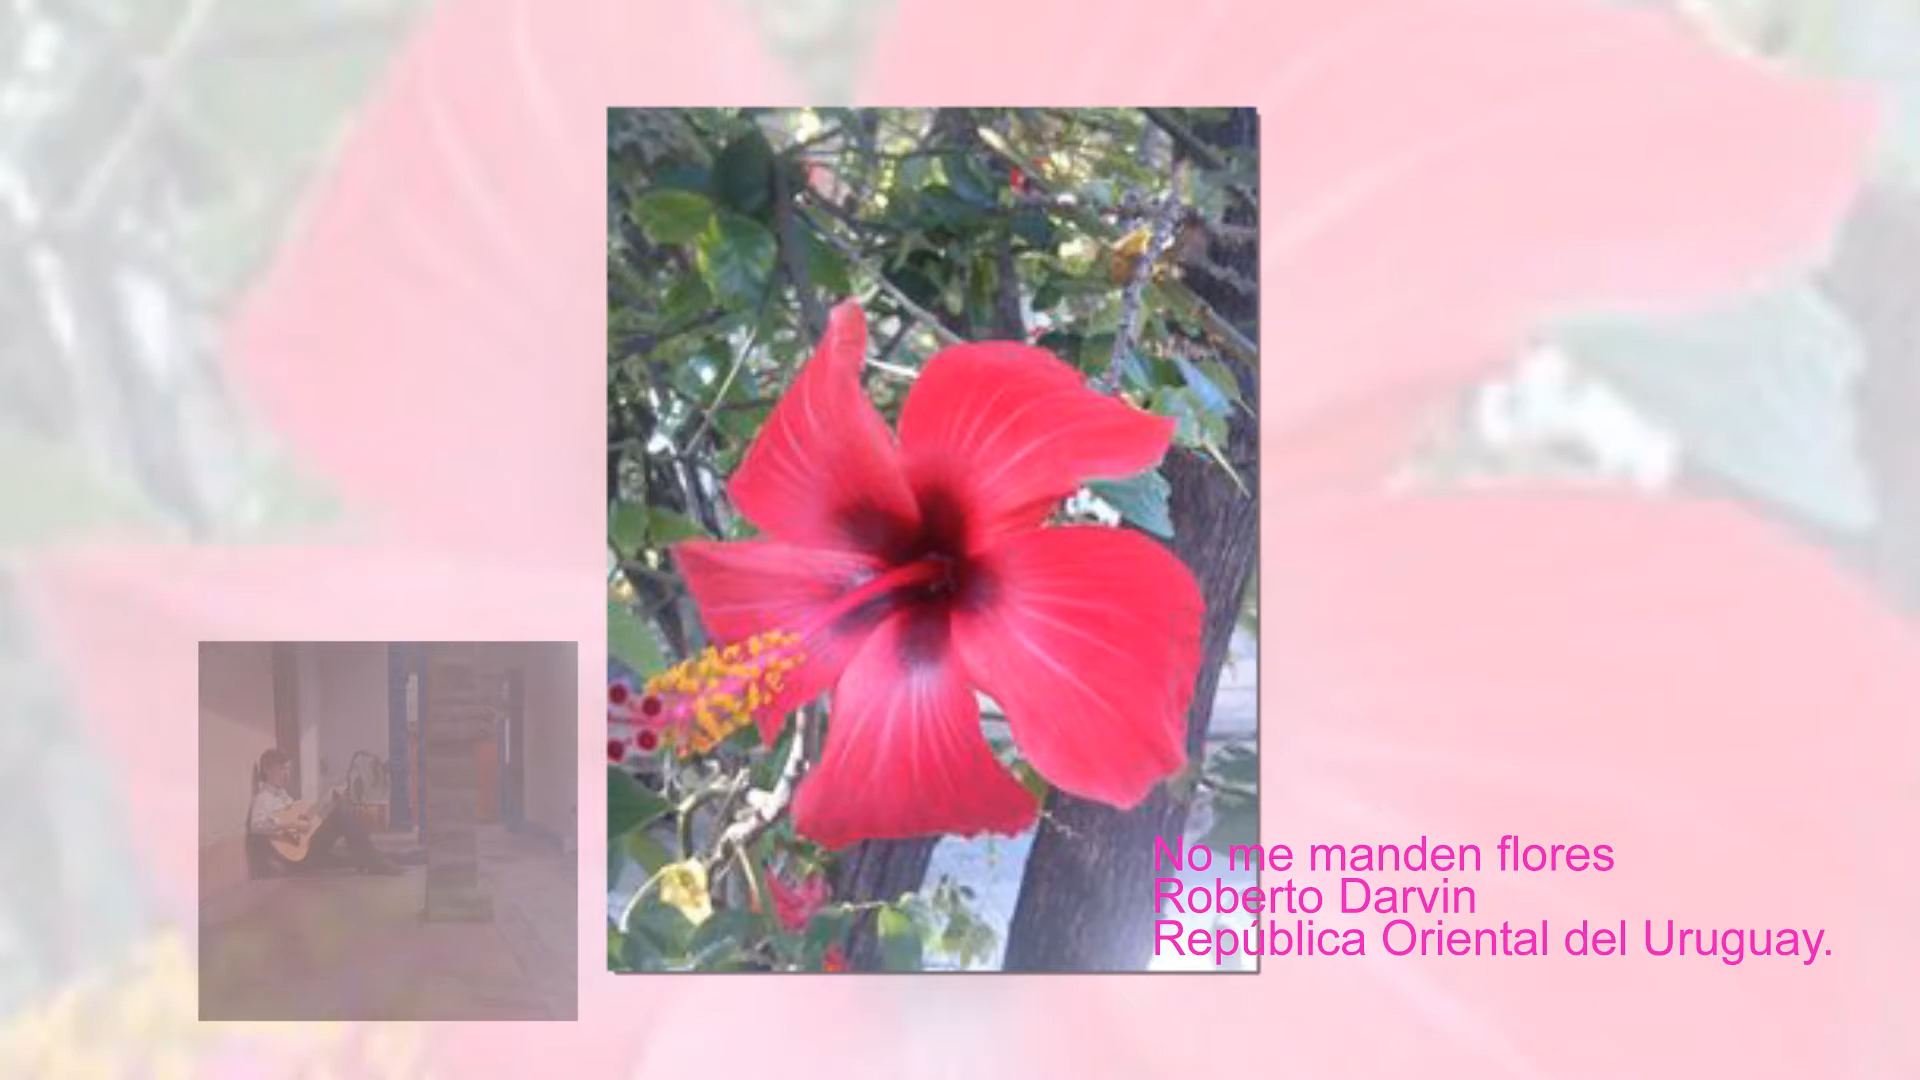 No me manden flores
Roberto Darvin
República Oriental del Uruguay.